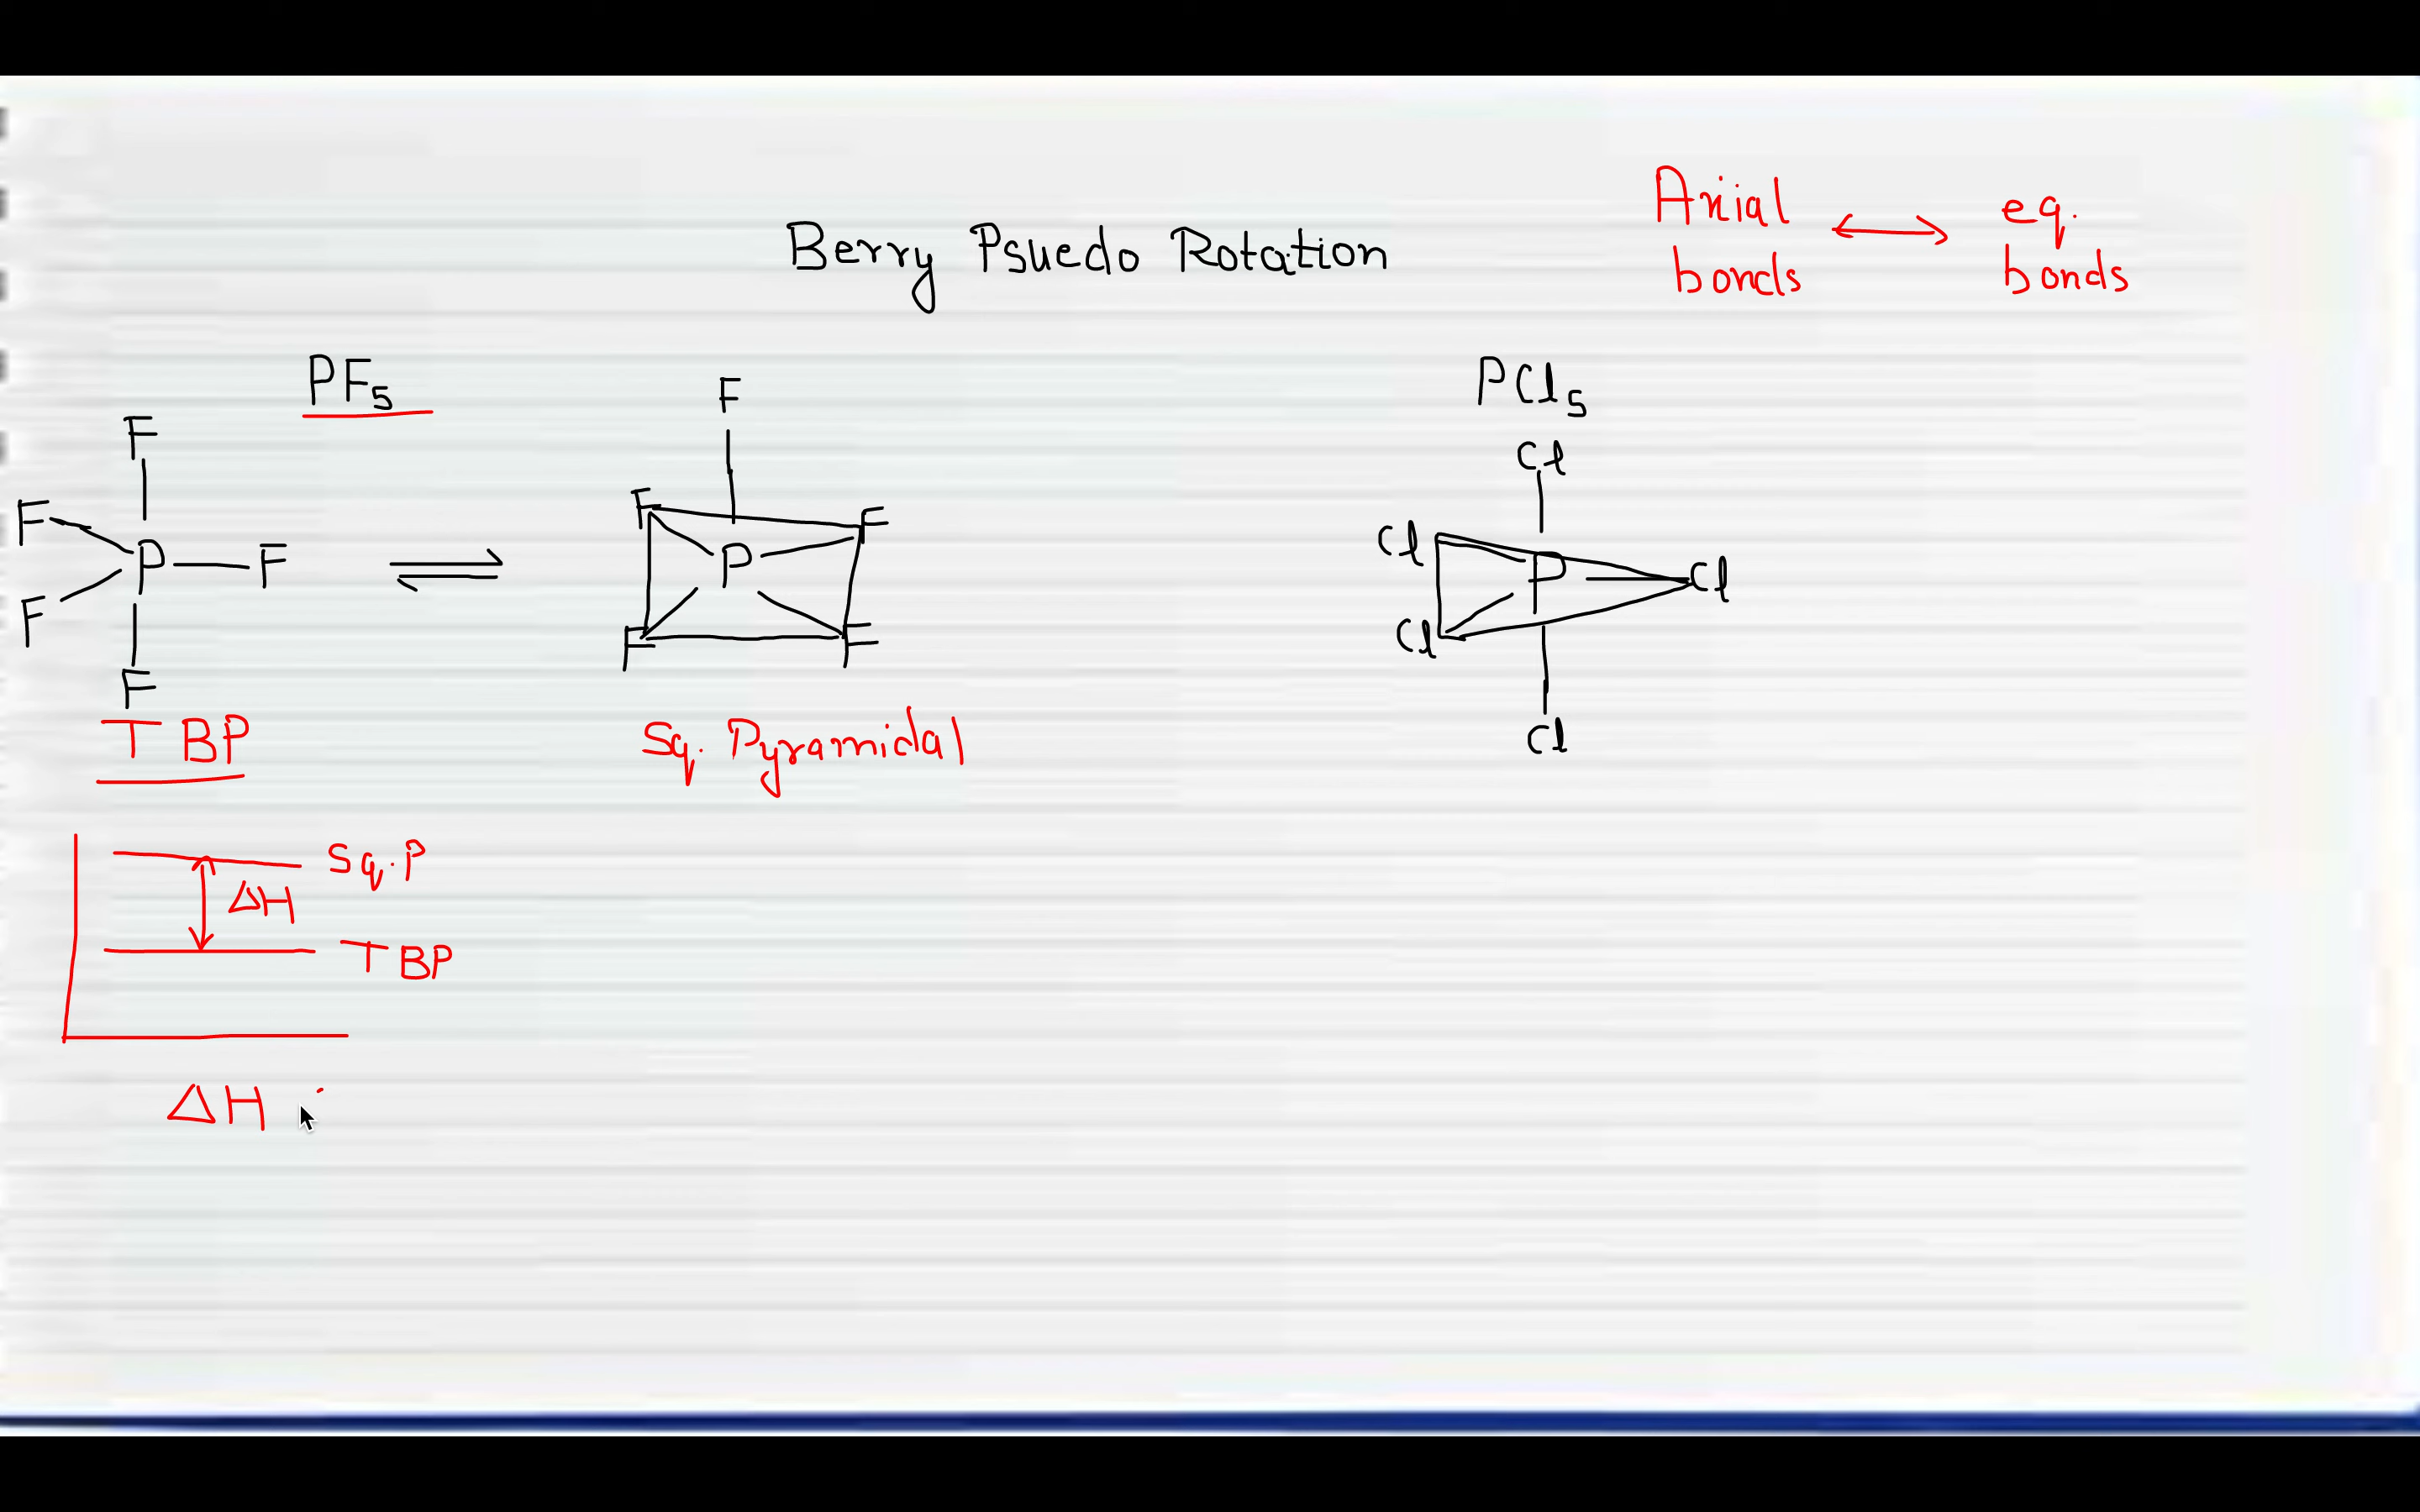 Berry Psuedo Rotation
Axial ↔ eq.
bonds bonds
PF₅
F
F
F
P
F
F
TBP
⇌
F
F
F
P
F
F
Sq. Pyramidal
PCl₅
Cl
Cl
P
Cl
Cl
Cl
Sq.P
ΔH
TBP
ΔH